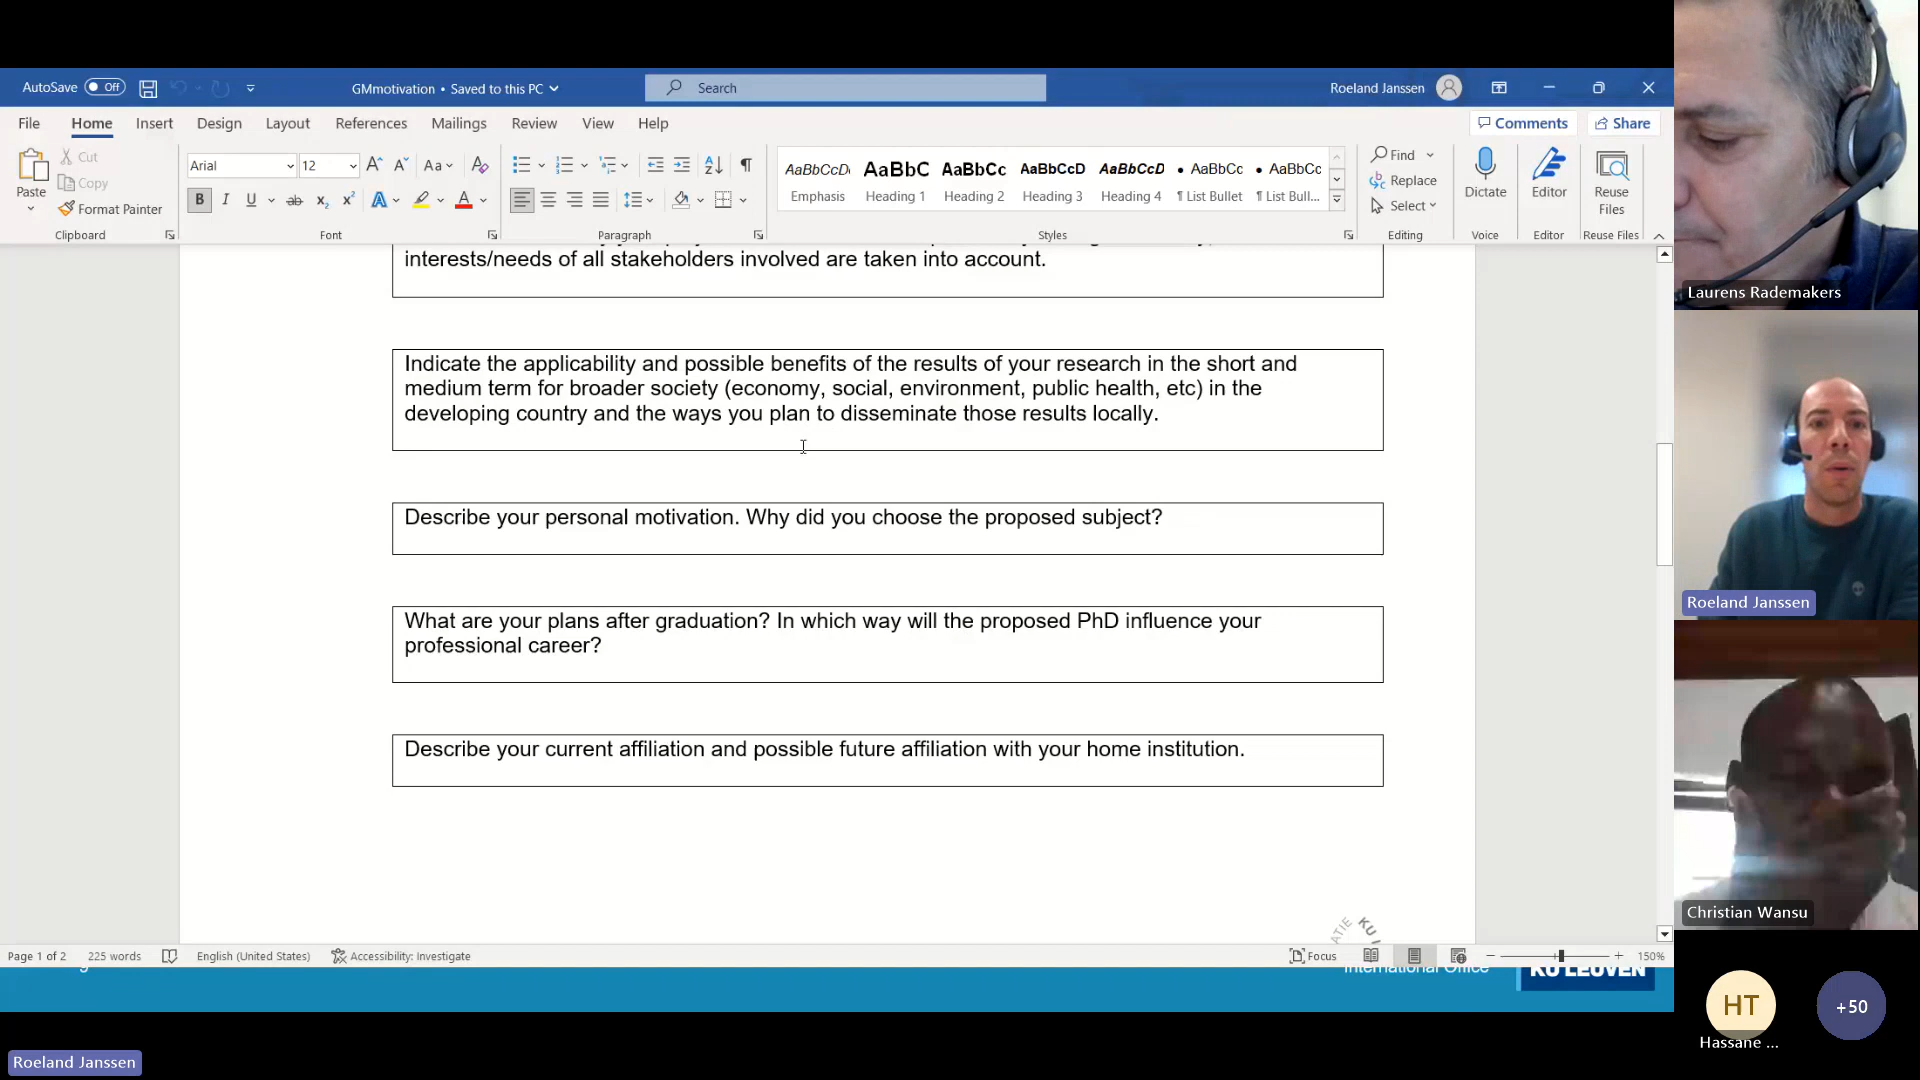 AutoSave Off
GMmotivation • Saved to this PC
Search
Roeland Janssen
File Home Insert Design Layout References Mailings Review View Help
Comments Share
Paste
Cut
Copy
Format Painter
Clipboard
Arial 12
Aa
B I U ab x₂ x²
Font
Paragraph
AaBbCcDc AaBbC AaBbCc AaBbCcD AaBbCcD AaBbCc AaBbCc
Emphasis Heading 1 Heading 2 Heading 3 Heading 4 ¶ List Bullet ¶ List Bull...
Styles
Find
Replace
Select
Editing
Dictate
Voice
Editor
Editor
Reuse Files
Reuse Files
interests/needs of all stakeholders involved are taken into account.
Indicate the applicability and possible benefits of the results of your research in the short and
medium term for broader society (economy, social, environment, public health, etc) in the
developing country and the ways you plan to disseminate those results locally.
Describe your personal motivation. Why did you choose the proposed subject?
What are your plans after graduation? In which way will the proposed PhD influence your
professional career?
Describe your current affiliation and possible future affiliation with your home institution.
Page 1 of 2 225 words English (United States) Accessibility: Investigate
Focus
150%
International Office
KU LEUVEN
Laurens Rademakers
Roeland Janssen
Christian Wansu
HT
Hassane ...
+50
Roeland Janssen